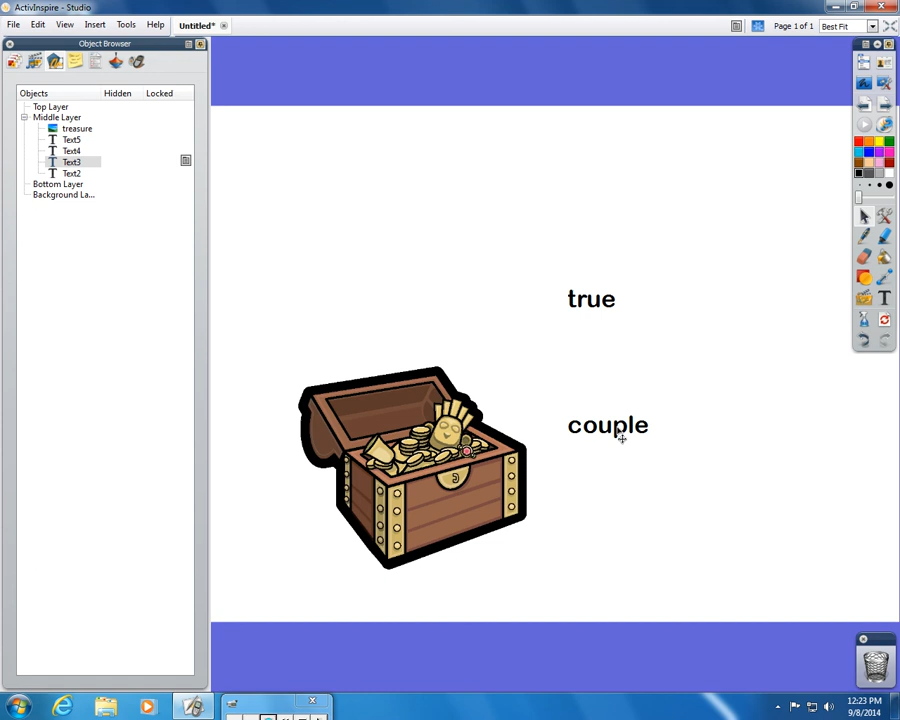 ActivInspire - Studio
File Edit View Insert Tools Help Untitled* Page 1 of 1 Best Fit
Object Browser
Objects Hidden Locked
Top Layer
Middle Layer
treasure
Text5
Text4
Text3
Text2
Bottom Layer
Background La...
true
couple
12:23 PM
9/8/2014